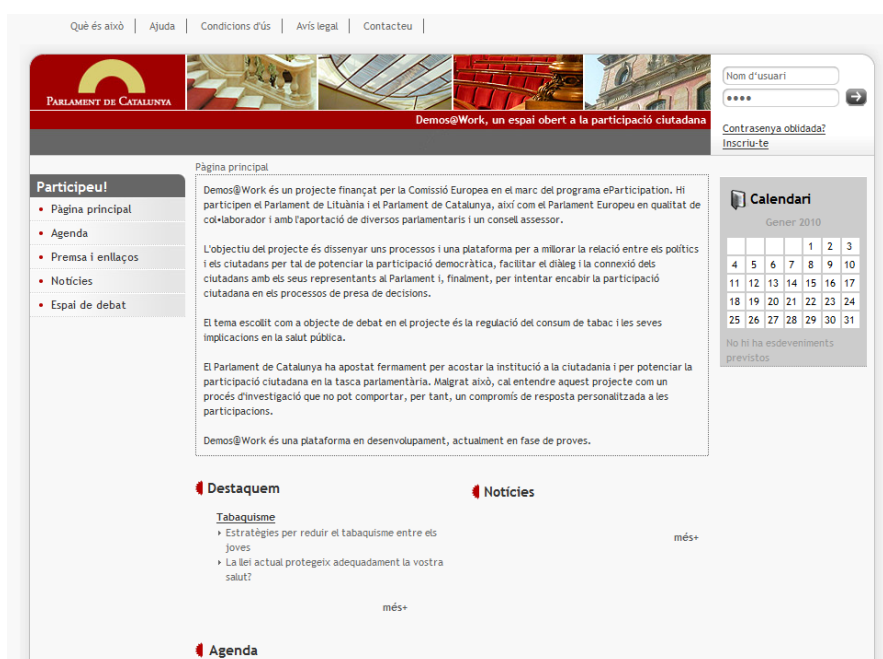 Què és això
Ajuda
Condicions d'ús
Avís legal
Contacteu
PARLAMENT DE CATALUNYA
Demos@Work, un espai obert a la participació ciutadana
Nom d'usuari
••••
Contrasenya oblidada?
Inscriu-te
Participeu!
• Pàgina principal
• Agenda
• Premsa i enllaços
• Notícies
• Espai de debat
Pàgina principal
Demos@Work és un projecte finançat per la Comissió Europea en el marc del programa eParticipation. Hi
participen el Parlament de Lituània i el Parlament de Catalunya, així com el Parlament Europeu en qualitat de
col•laborador i amb l'aportació de diversos parlamentaris i un consell assessor.
L'objectiu del projecte és dissenyar uns processos i una plataforma per a millorar la relació entre els polítics
i els ciutadans per tal de potenciar la participació democràtica, facilitar el diàleg i la connexió dels
ciutadans amb els seus representants al Parlament i, finalment, per intentar encabir la participació
ciutadana en els processos de presa de decisions.
El tema escollit com a objecte de debat en el projecte és la regulació del consum de tabac i les seves
implicacions en la salut pública.
El Parlament de Catalunya ha apostat fermament per acostar la institució a la ciutadania i per potenciar la
participació ciutadana en la tasca parlamentària. Malgrat això, cal entendre aquest projecte com un
procés d'investigació que no pot comportar, per tant, un compromís de resposta personalitzada a les
participacions.
Demos@Work és una plataforma en desenvolupament, actualment en fase de proves.
Calendari
Gener 2010
1 2 3
4 5 6 7 8 9 10
11 12 13 14 15 16 17
18 19 20 21 22 23 24
25 26 27 28 29 30 31
No hi ha esdeveniments
previstos
Destaquem
Tabaquisme
Estratègies per reduir el tabaquisme entre els
joves
La llei actual protegeix adequadament la vostra
salut?
més+
Notícies
més+
Agenda